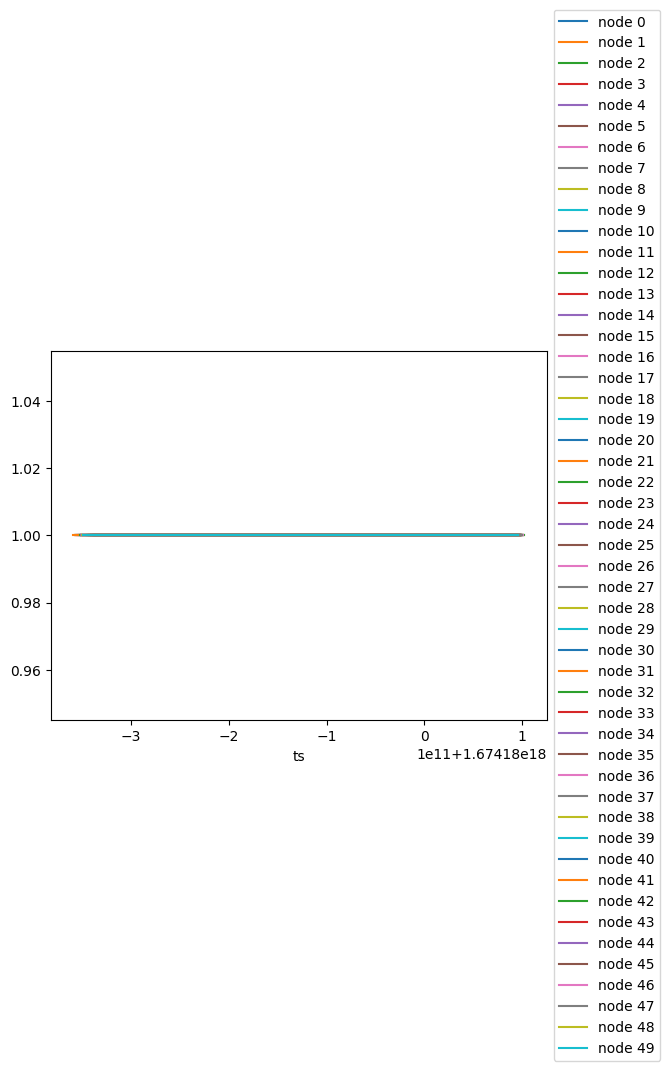 1.04
1.02
1.00
0.98
0.96
−3 −2 −1 0 1
ts
1e11+1.67418e18
node 0
node 1
node 2
node 3
node 4
node 5
node 6
node 7
node 8
node 9
node 10
node 11
node 12
node 13
node 14
node 15
node 16
node 17
node 18
node 19
node 20
node 21
node 22
node 23
node 24
node 25
node 26
node 27
node 28
node 29
node 30
node 31
node 32
node 33
node 34
node 35
node 36
node 37
node 38
node 39
node 40
node 41
node 42
node 43
node 44
node 45
node 46
node 47
node 48
node 49